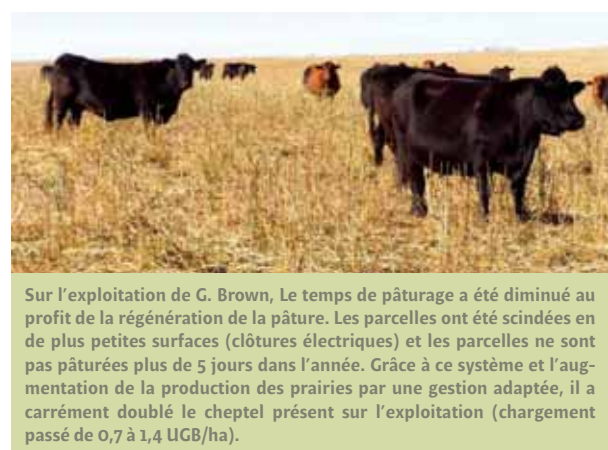 Sur l'exploitation de G. Brown, Le temps de pâturage a été diminué au
profit de la régénération de la pâture. Les parcelles ont été scindées en
de plus petites surfaces (clôtures électriques) et les parcelles ne sont
pas pâturées plus de 5 jours dans l'année. Grâce à ce système et l'aug-
mentation de la production des prairies par une gestion adaptée, il a
carrément doublé le cheptel présent sur l'exploitation (chargement
passé de 0,7 à 1,4 UGB/ha).